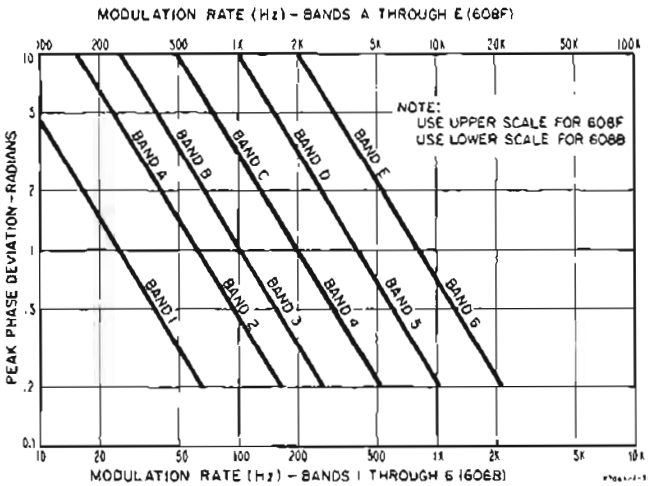 MODULATION RATE (Hz) - BANDS A THROUGH E (608F)
100 200 500 1K 2K 5K 10K 20K 50K 100K
10
5
2
1
.5
.2
0.1
PEAK PHASE DEVIATION - RADIANS
NOTE:
USE UPPER SCALE FOR 608F
USE LOWER SCALE FOR 606B
BAND A
BAND B
BAND C
BAND D
BAND E
BAND 1
BAND 2
BAND 3
BAND 4
BAND 5
BAND 6
10 20 50 100 200 500 1K 2K 5K 10K
MODULATION RATE (Hz) - BANDS 1 THROUGH 6 (606B)